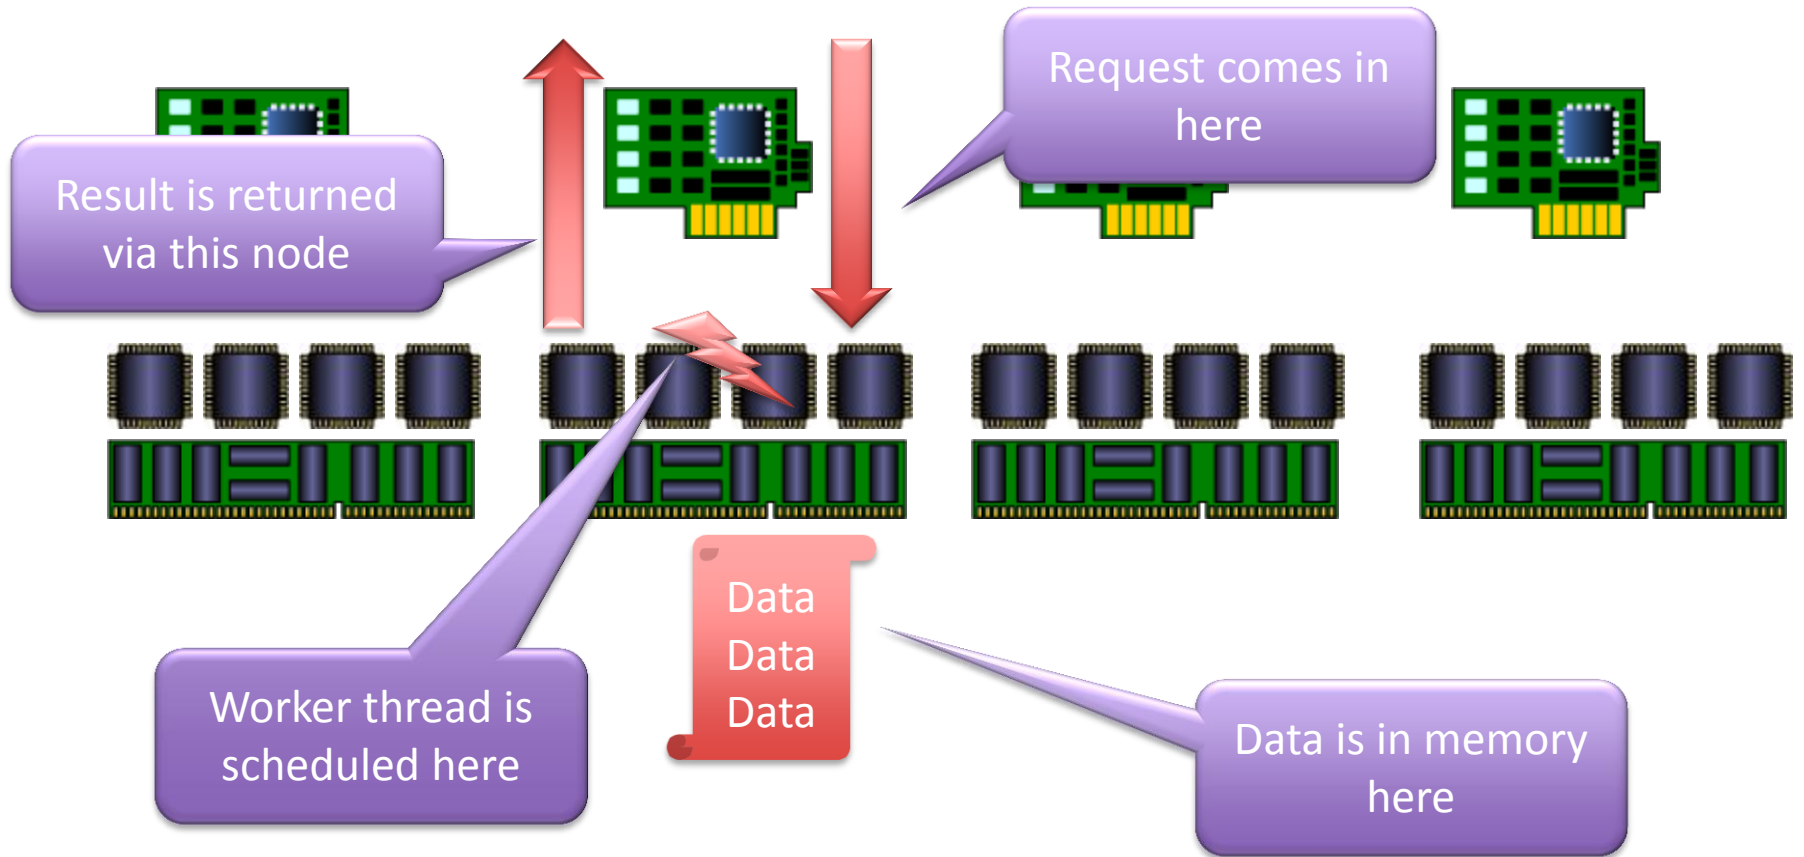 Request comes in
here
Result is returned
via this node
Data
Data
Data
Worker thread is
scheduled here
Data is in memory
here